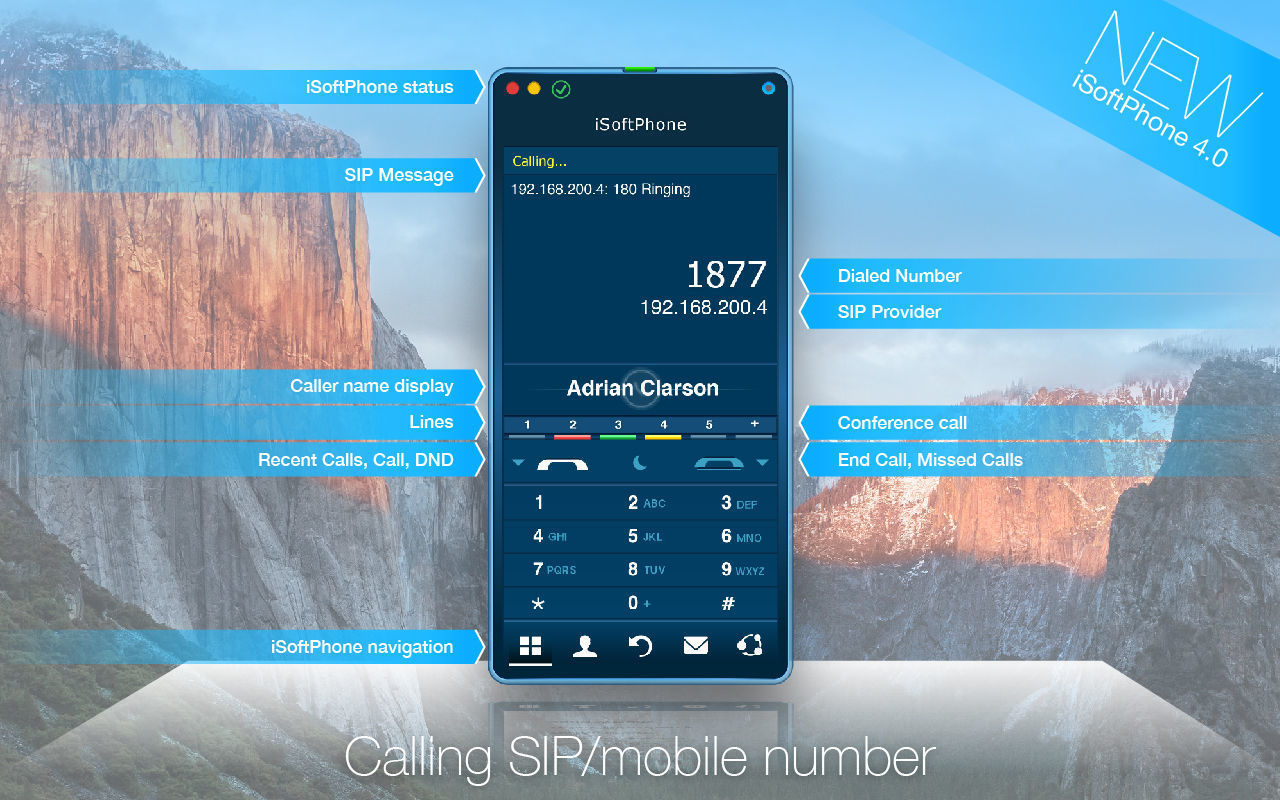 NEW
iSoftPhone 4.0
iSoftPhone status
iSoftPhone
SIP Message
Calling...
192.168.200.4: 180 Ringing
1877
Dialed Number
192.168.200.4
SIP Provider
Caller name display
Adrian Clarson
Lines
1 2 3 4 5 +
Conference call
Recent Calls, Call, DND
End Call, Missed Calls
1 2 ABC 3 DEF
4 GHI 5 JKL 6 MNO
7 PQRS 8 TUV 9 WXYZ
* 0 + #
iSoftPhone navigation
Calling SIP/mobile number